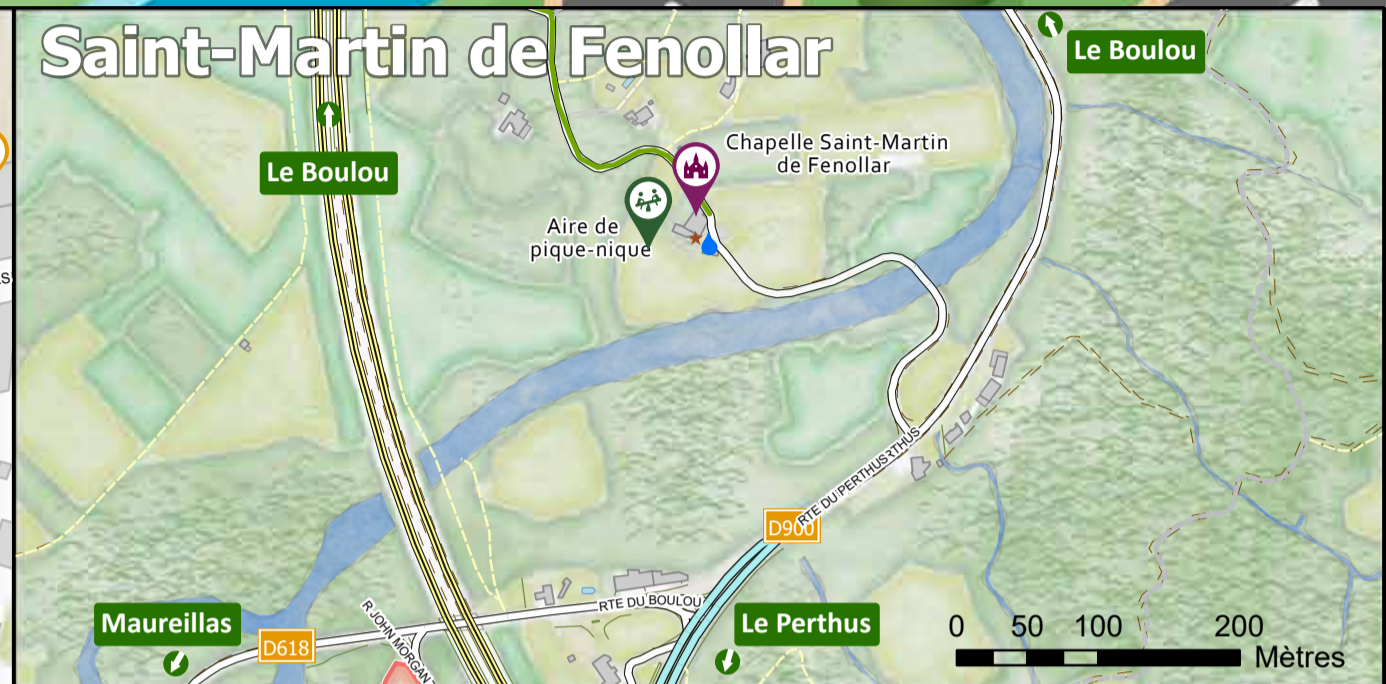 Saint-Martin de Fenollar
Le Boulou
Le Boulou
Chapelle Saint-Martin
de Fenollar
Aire de
pique-nique
RTE DU PERTHUS
D900
RTE DU BOULOU
Maureillas
D618
R JOHN MORGAN
Le Perthus
0 50 100 200
Mètres